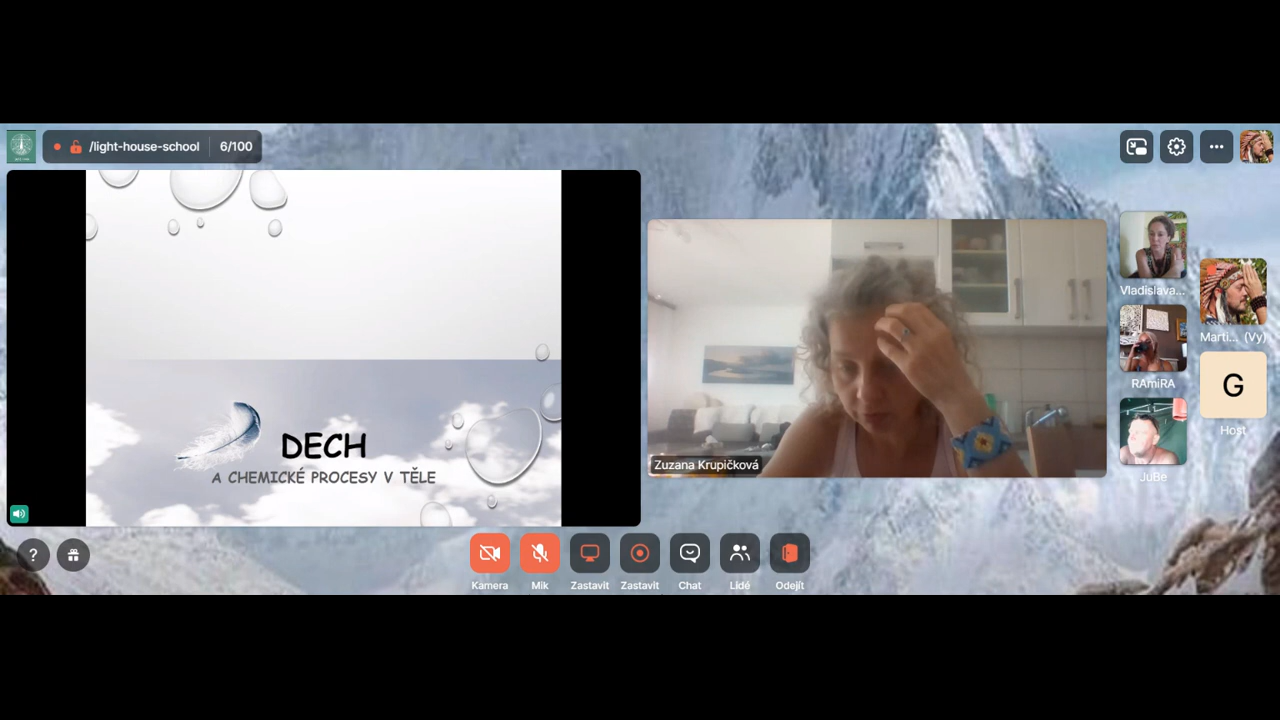 /light-house-school
6/100
DECH
A CHEMICKÉ PROCESY V TĚLE
Zuzana Krupičková
Vladislava...
RAmiRA
JuBe
Marti... (Vy)
G
Host
?
Kamera
Mik
Zastavit
Zastavit
Chat
Lidé
Odejít